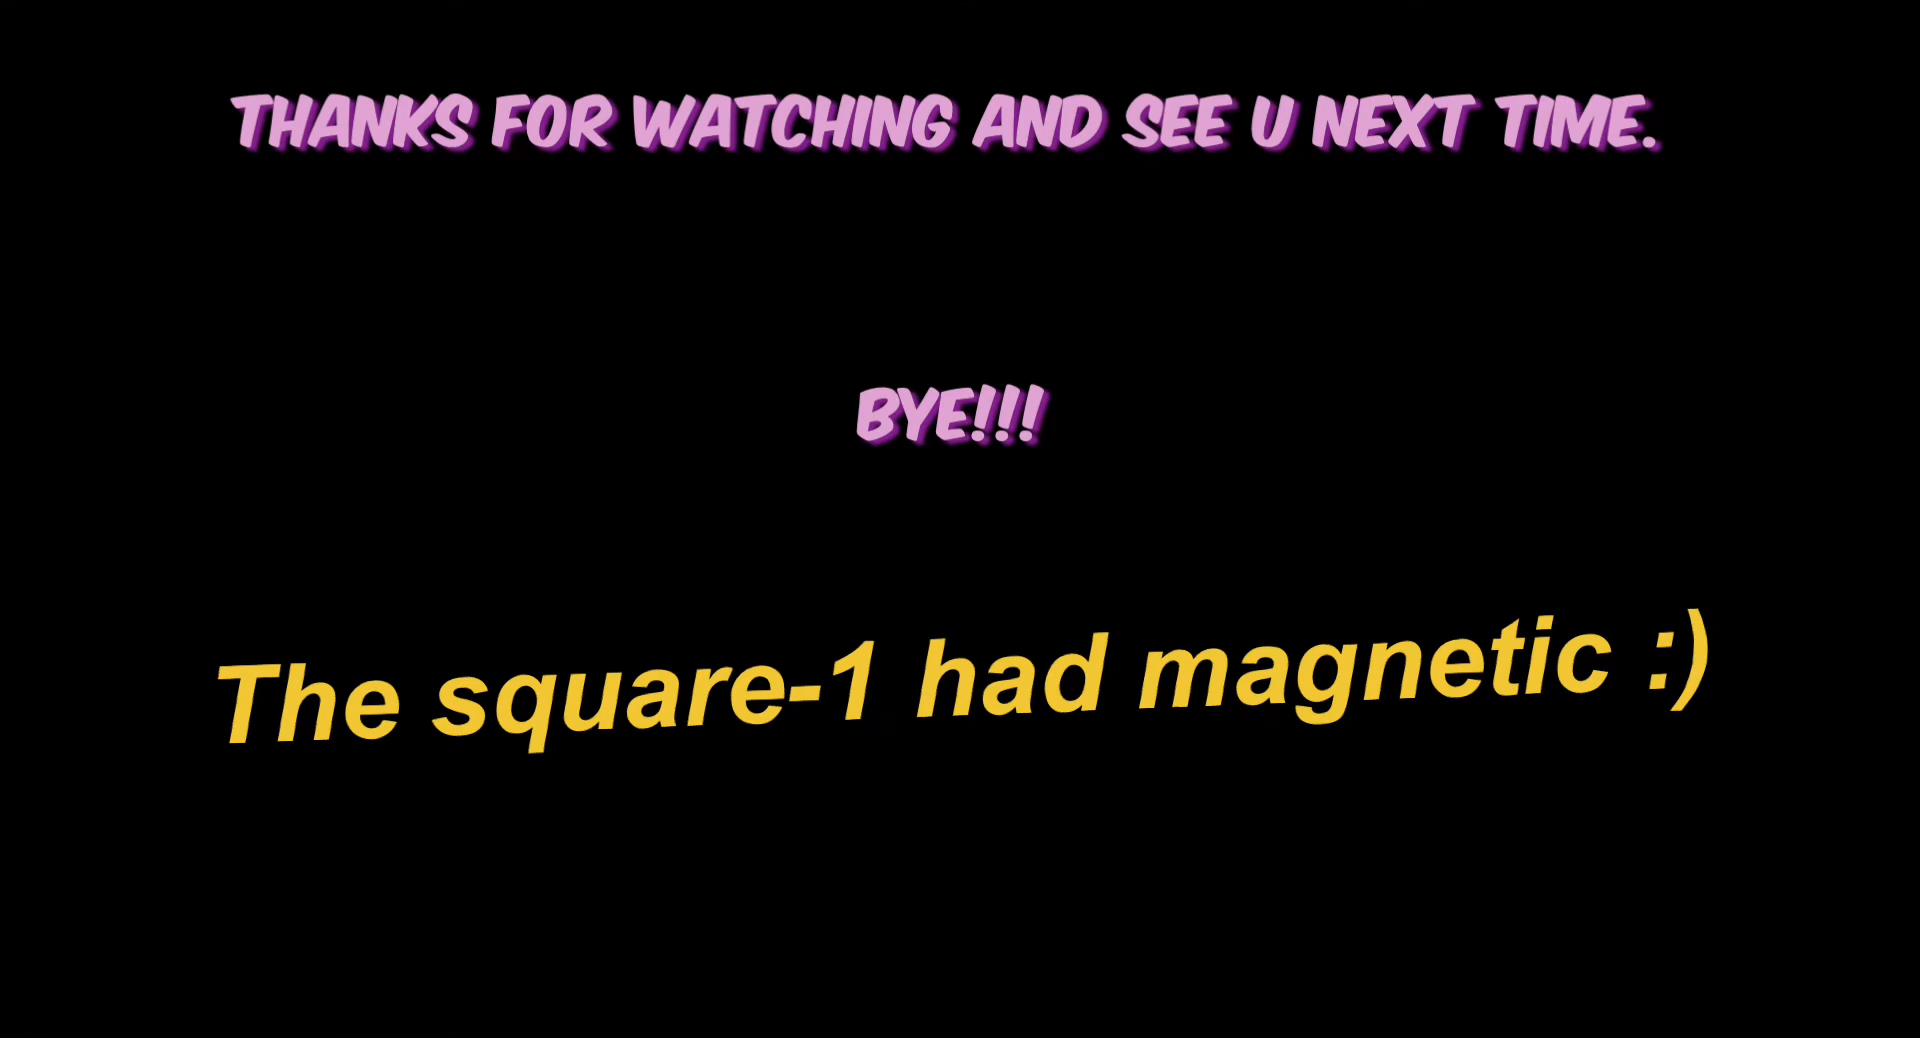 THANKS FOR WATCHING AND SEE U NEXT TIME.
BYE!!!
The square-1 had magnetic :)